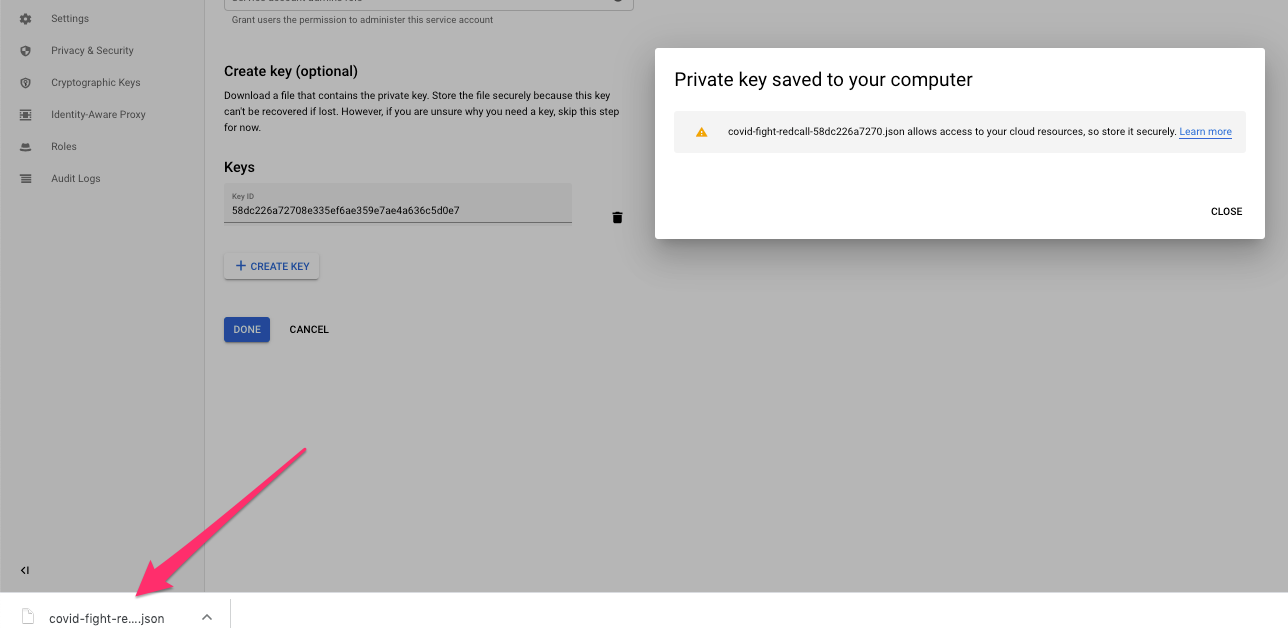 Settings
Privacy & Security
Cryptographic Keys
Identity-Aware Proxy
Roles
Audit Logs
Grant users the permission to administer this service account
Create key (optional)
Download a file that contains the private key. Store the file securely because this key
can't be recovered if lost. However, if you are unsure why you need a key, skip this step
for now.
Keys
Key ID
58dc226a72708e335ef6ae359e7ae4a636c5d0e7
CREATE KEY
DONE
CANCEL
Private key saved to your computer
covid-fight-redcall-58dc226a7270.json allows access to your cloud resources, so store it securely. Learn more
CLOSE
covid-fight-re....json